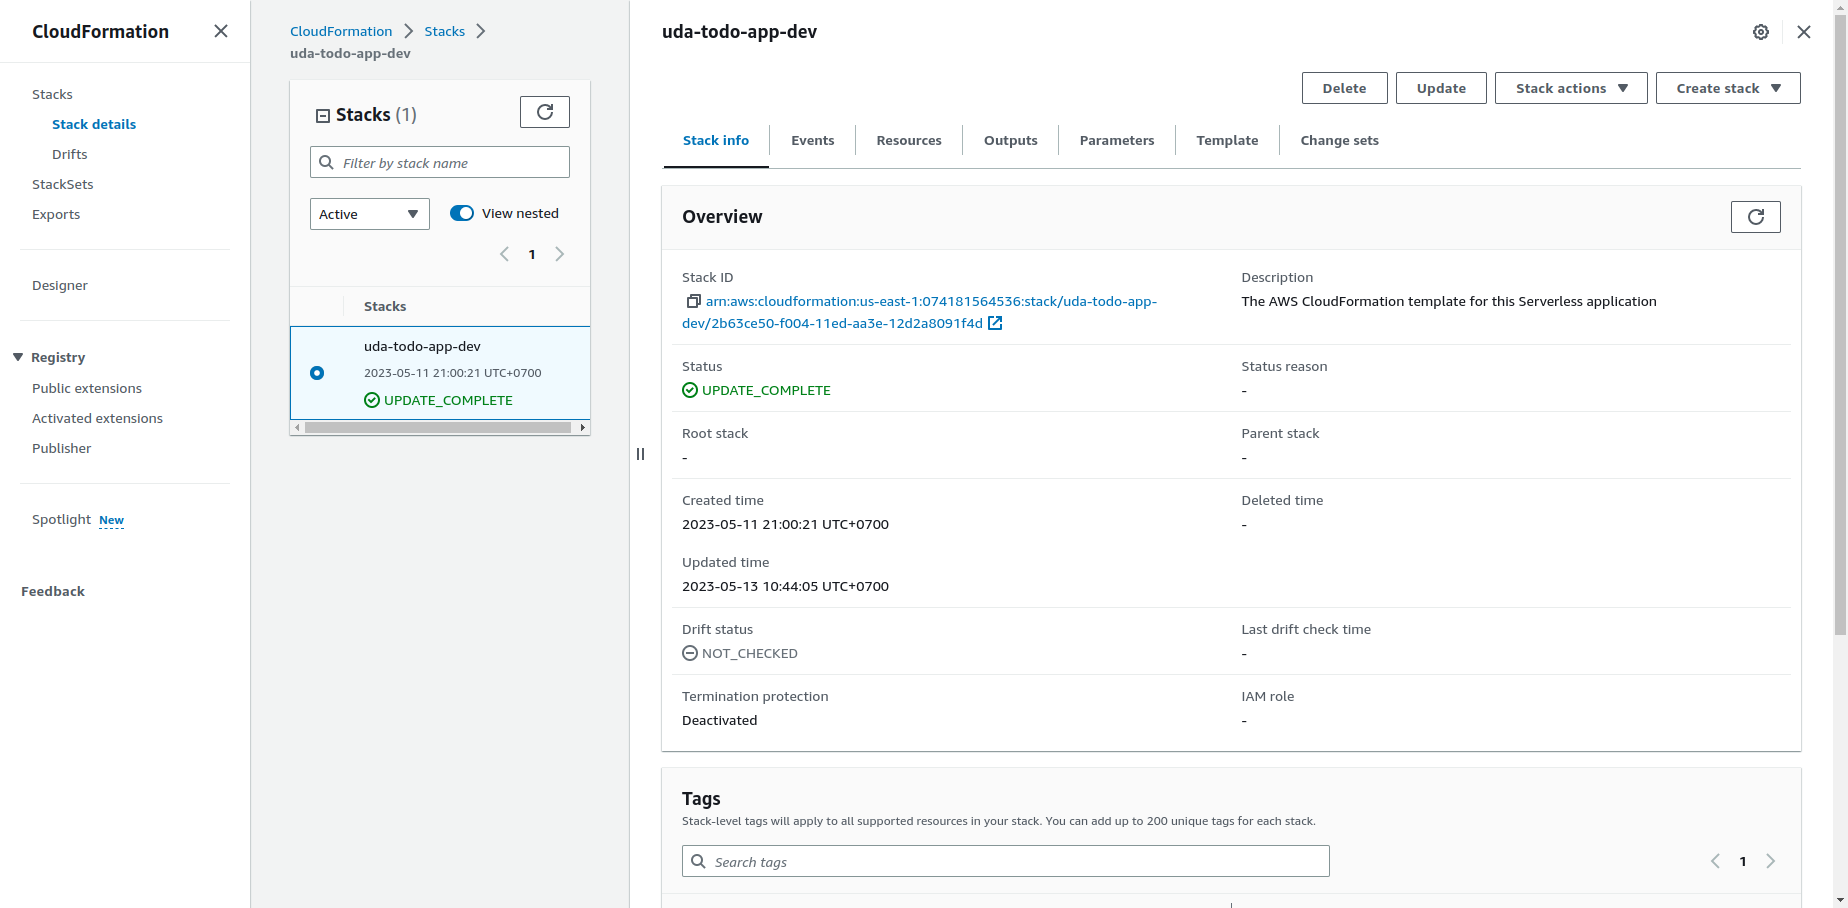 CloudFormation
Stacks
Stack details
Drifts
StackSets
Exports
Designer
Registry
Public extensions
Activated extensions
Publisher
Spotlight New
Feedback
CloudFormation Stacks
uda-todo-app-dev
Stacks (1)
Filter by stack name
Active View nested
1
Stacks
uda-todo-app-dev
2023-05-11 21:00:21 UTC+0700
UPDATE_COMPLETE
uda-todo-app-dev
Delete Update Stack actions Create stack
Stack info Events Resources Outputs Parameters Template Change sets
Overview
Stack ID
arn:aws:cloudformation:us-east-1:074181564536:stack/uda-todo-app-
dev/2b63ce50-f004-11ed-aa3e-12d2a8091f4d
Description
The AWS CloudFormation template for this Serverless application
Status
UPDATE_COMPLETE
Status reason
-
Root stack
-
Parent stack
-
Created time
2023-05-11 21:00:21 UTC+0700
Deleted time
-
Updated time
2023-05-13 10:44:05 UTC+0700
Drift status
NOT_CHECKED
Last drift check time
-
Termination protection
Deactivated
IAM role
-
Tags
Stack-level tags will apply to all supported resources in your stack. You can add up to 200 unique tags for each stack.
Search tags
1